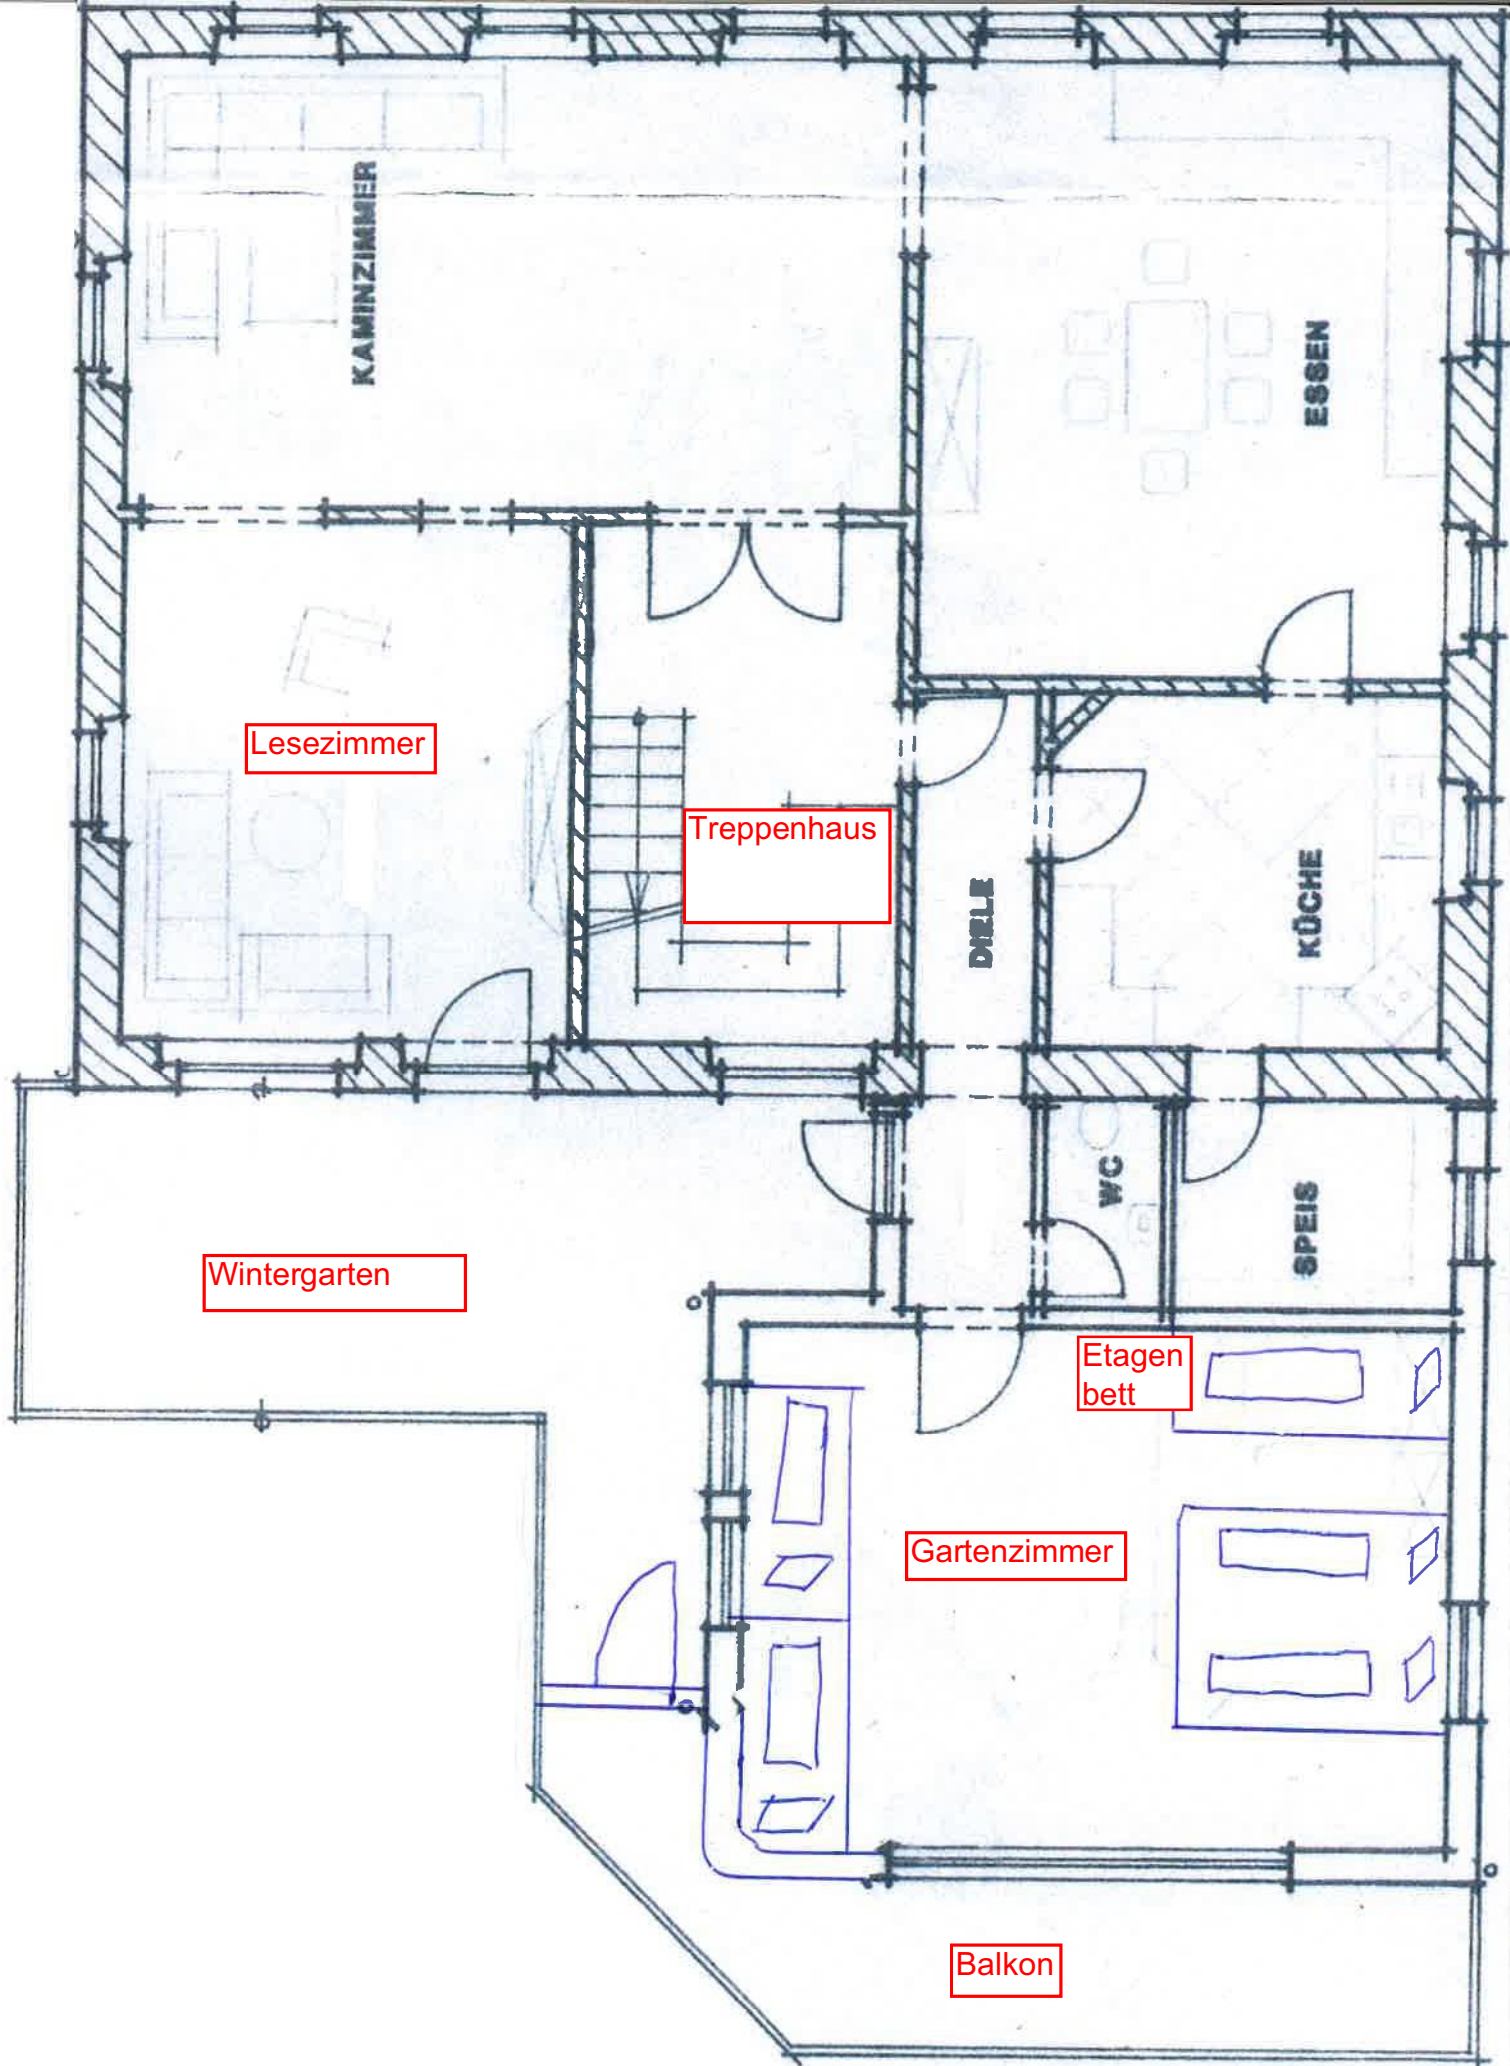 KAMINZIMMER
ESSEN
Lesezimmer
Treppenhaus
DIELE
KÜCHE
WC
SPEIS
Wintergarten
Etagen
bett
Gartenzimmer
Balkon